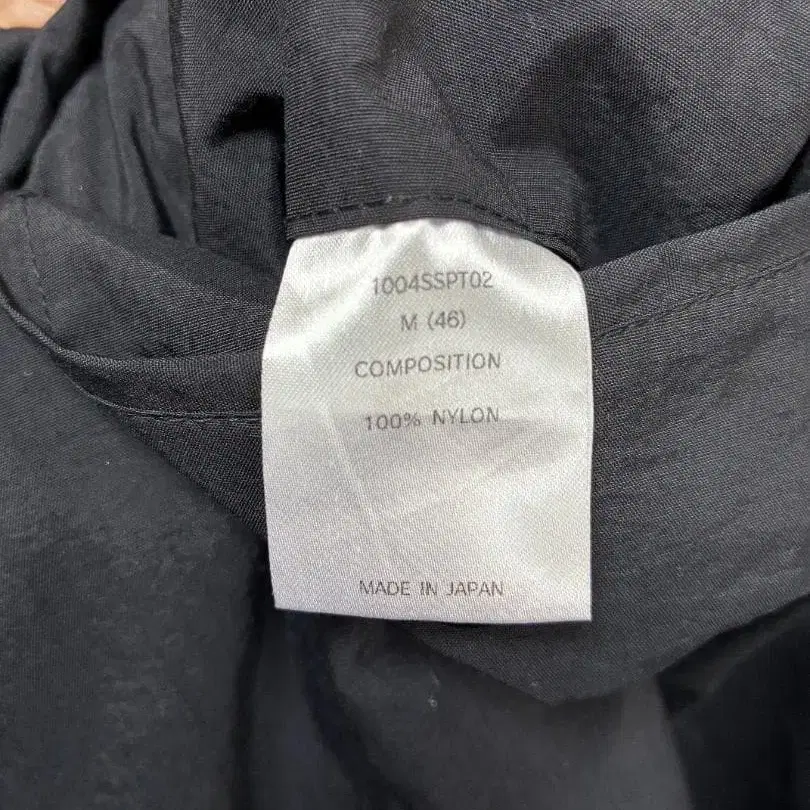 1004SSPT02
M (46)
COMPOSITION
100% NYLON
MADE IN JAPAN